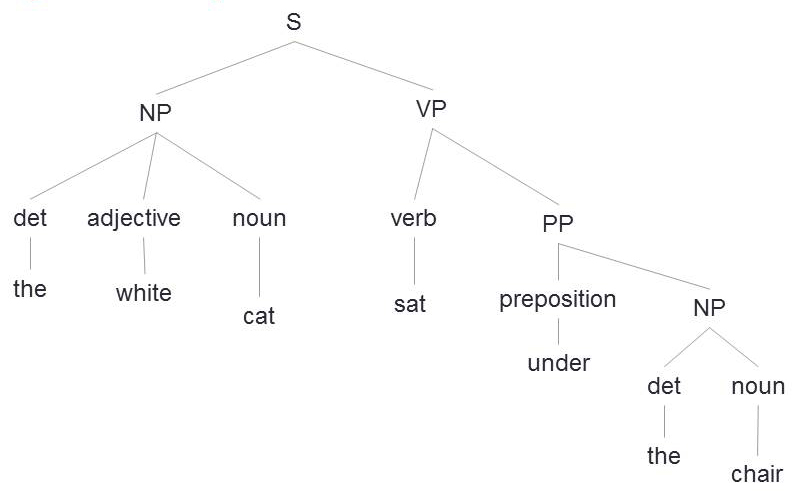 S
NP VP
det adjective noun verb PP
the white cat sat preposition NP
under
det noun
the chair